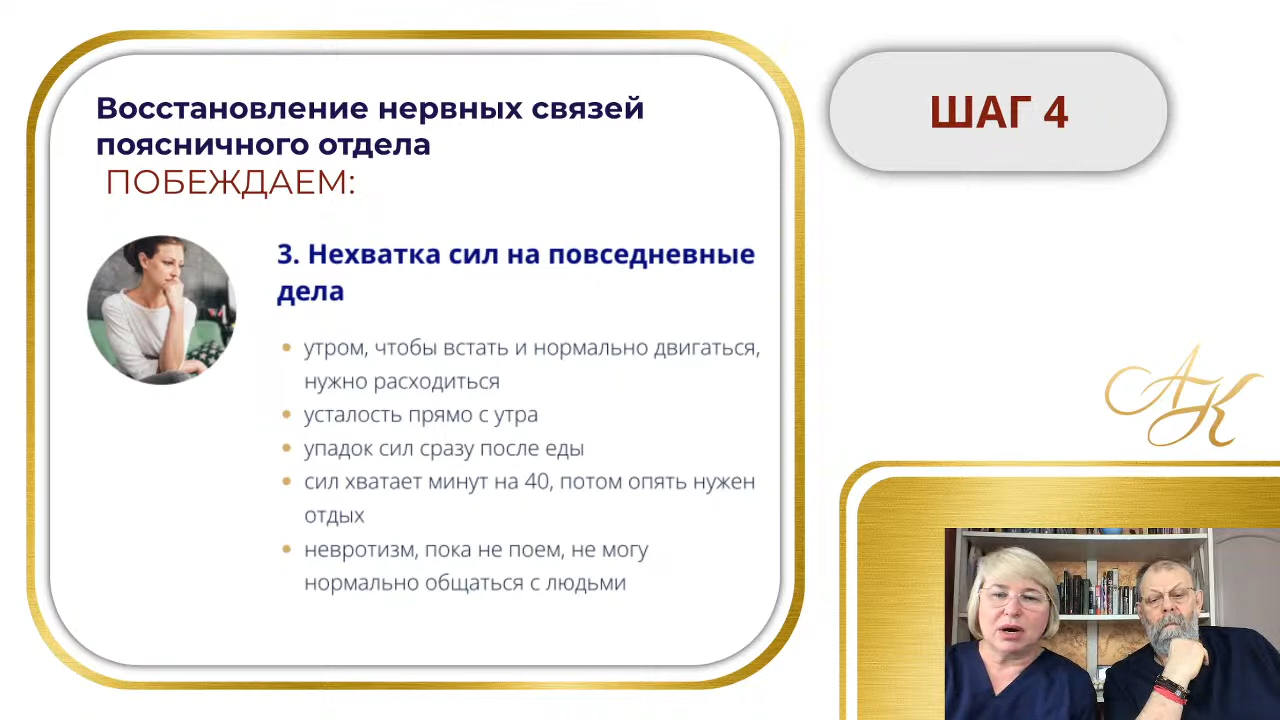 Восстановление нервных связей
поясничного отдела
ПОБЕЖДАЕМ:
3. Нехватка сил на повседневные
дела
утром, чтобы встать и нормально двигаться,
нужно расходиться
усталость прямо с утра
упадок сил сразу после еды
сил хватает минут на 40, потом опять нужен
отдых
невротизм, пока не поем, не могу
нормально общаться с людьми
ШАГ 4
АК